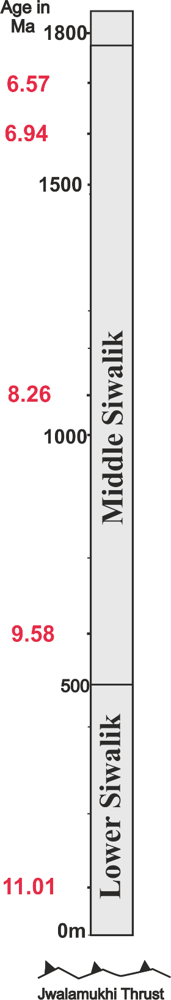 Age in
Ma
1800
6.57
6.94
1500
Middle Siwalik
8.26
1000
9.58
500
Lower Siwalik
11.01
0m
Jwalamukhi Thrust